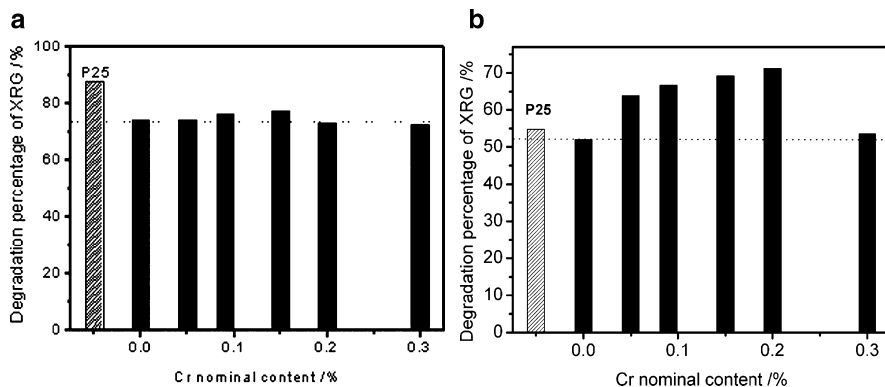 a
Degradation percentage of XRG /%
100
80
60
40
20
0
P25
0.0 0.1 0.2 0.3
Cr nominal content /%
b
Degradation percentage of XRG /%
70
60
50
40
30
20
10
0
P25
0.0 0.1 0.2 0.3
Cr nominal content /%